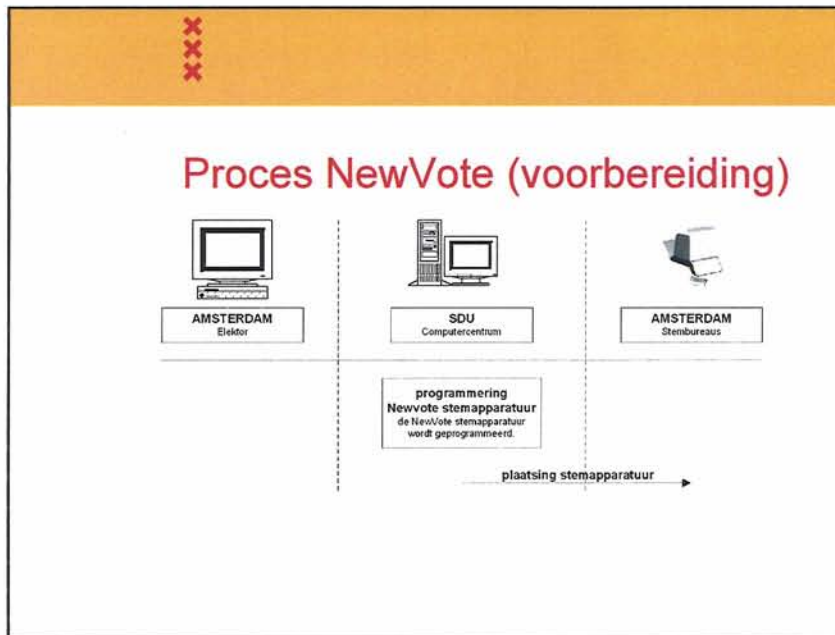 Proces NewVote (voorbereiding)
AMSTERDAM
Elektor
SDU
Computercentrum
AMSTERDAM
Stembureaus
programmering
Newvote stemapparatuur
de NewVote stemapparatuur
wordt geprogrammeerd.
plaatsing stemapparatuur